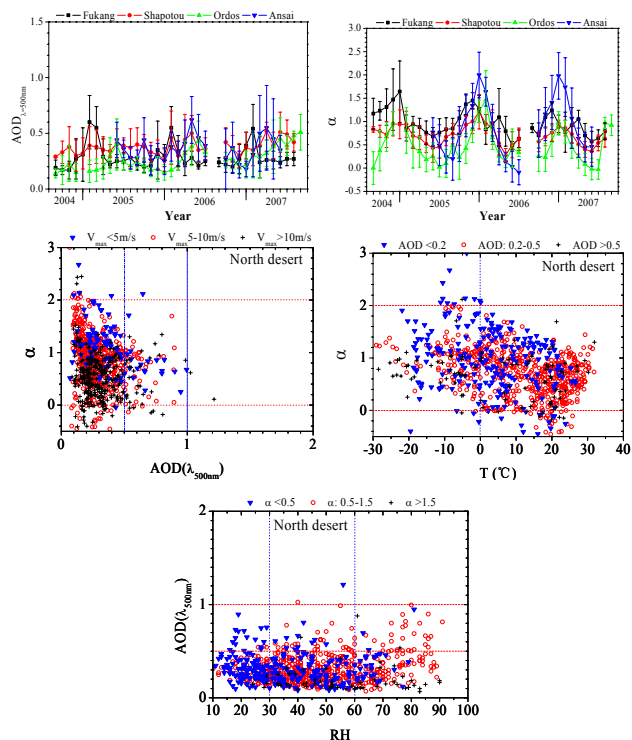 Fukang Shapotou Ordos Ansai
1.5
1.0
0.5
0.0
AODλ=500nm
2004 2005 2006 2007
Year
Fukang Shapotou Ordos Ansai
3.0
2.5
2.0
1.5
1.0
0.5
0.0
-0.5
α
2004 2005 2006 2007
Year
Vmax<5m/s Vmax5-10m/s Vmax>10m/s
North desert
3
2
1
0
α
0 1 2
AOD(λ500nm)
AOD <0.2 AOD: 0.2-0.5 AOD >0.5
North desert
3
2
1
0
α
-30 -20 -10 0 10 20 30 40
T (℃)
α <0.5 α: 0.5-1.5 α >1.5
North desert
2
1
0
AOD(λ500nm)
10 20 30 40 50 60 70 80 90 100
RH